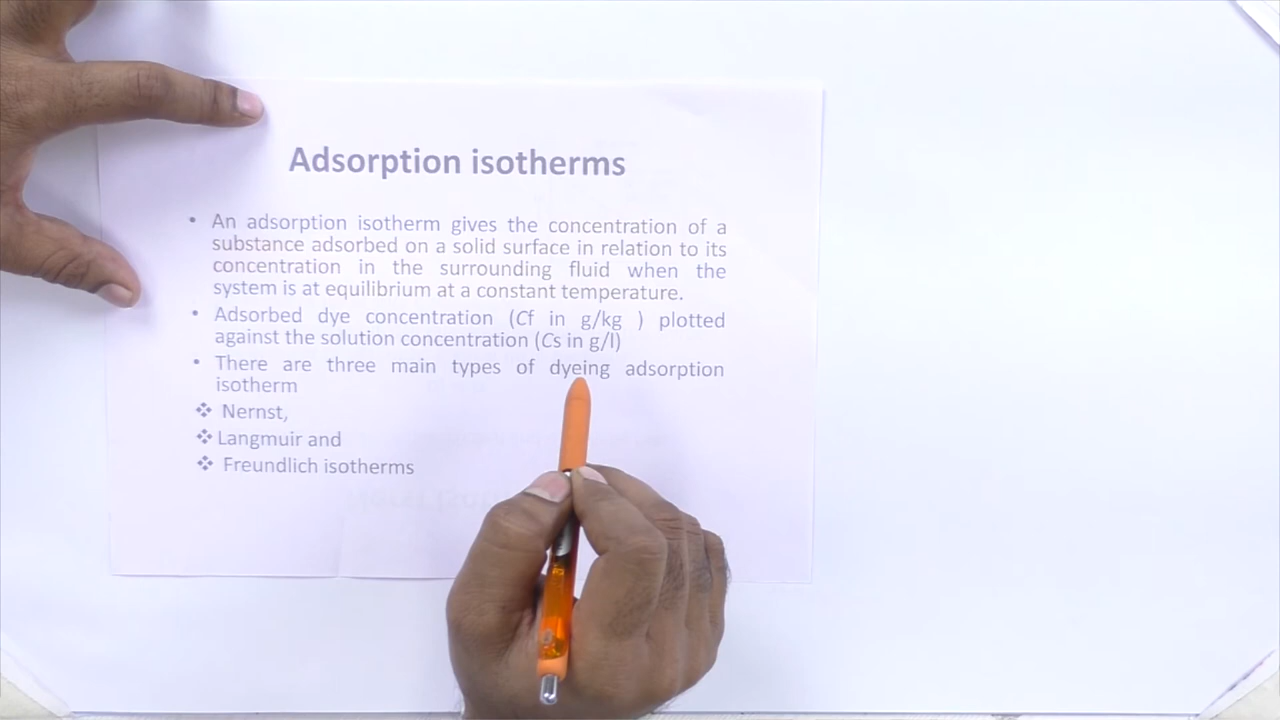 Adsorption isotherms
• An adsorption isotherm gives the concentration of a
substance adsorbed on a solid surface in relation to its
concentration in the surrounding fluid when the
system is at equilibrium at a constant temperature.
• Adsorbed dye concentration (Cf in g/kg ) plotted
against the solution concentration (Cs in g/l)
• There are three main types of dyeing adsorption
isotherm
❖ Nernst,
❖ Langmuir and
❖ Freundlich isotherms